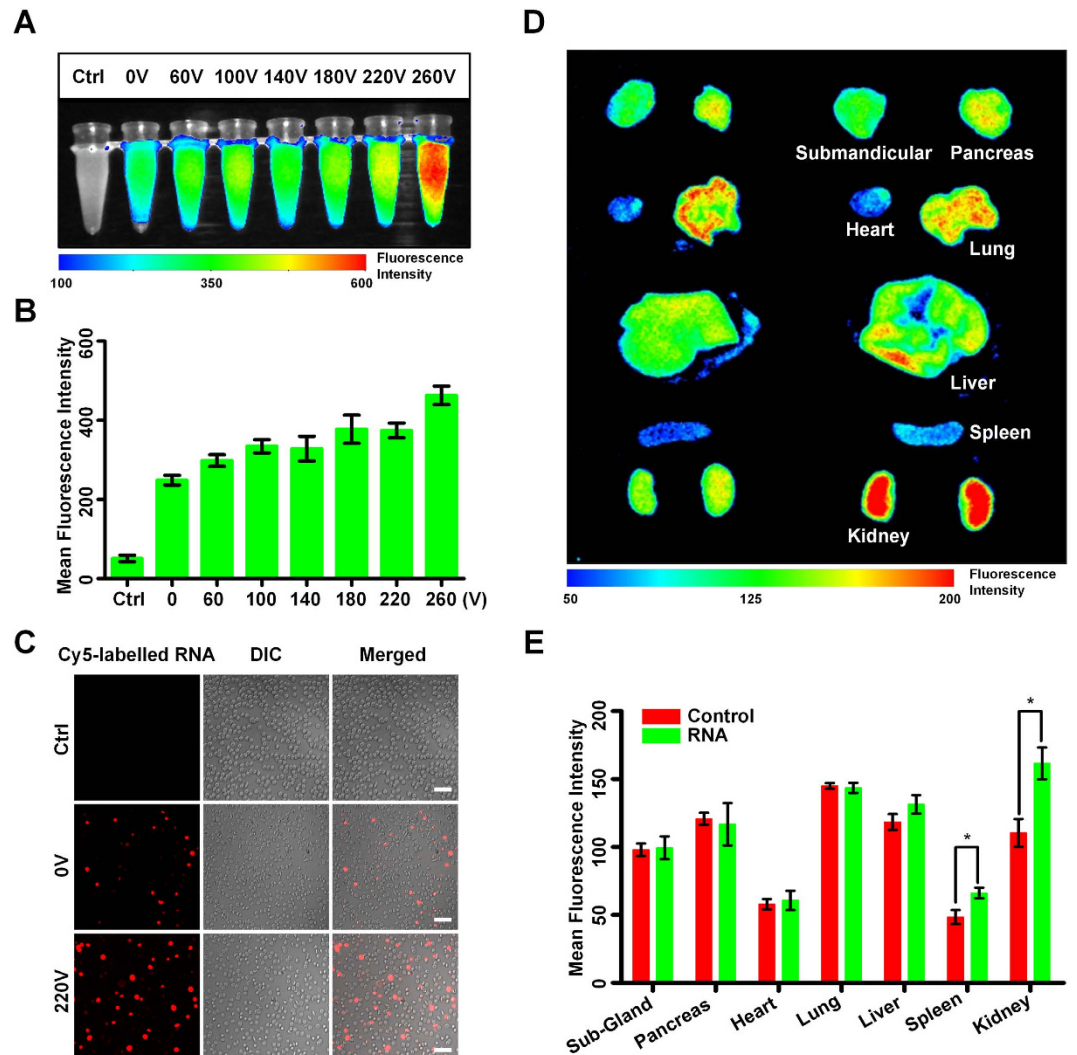 A
Ctrl 0V 60V 100V 140V 180V 220V 260V
Fluorescence
Intensity
100 350 600
B
Mean Fluorescence Intensity
600
400
200
0
Ctrl 0 60 100 140 180 220 260 (V)
C
Cy5-labelled RNA DIC Merged
Ctrl
0V
220V
D
Submandicular Pancreas
Heart
Lung
Liver
Spleen
Kidney
Fluorescence
Intensity
50 125 200
E
Mean Fluorescence Intensity
200
150
100
50
0
Control
RNA
*
*
Sub-Gland Pancreas Heart Lung Liver Spleen Kidney